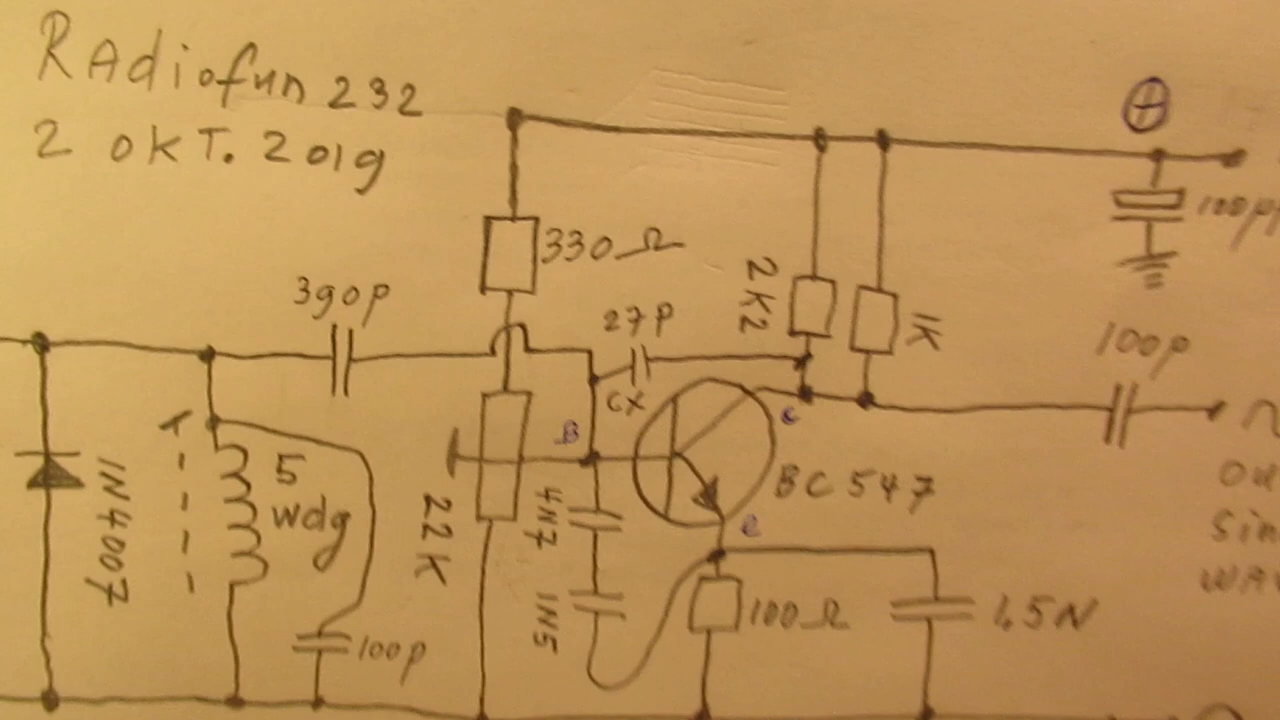 RAdiofun 232
2 okT. 2019
330 Ω
390p
27P
cx
2K2
1K
100p
B
c
BC 547
e
1N4007
5
wdg
22K
4N7
1N5
100 Ω
1,5N
100p